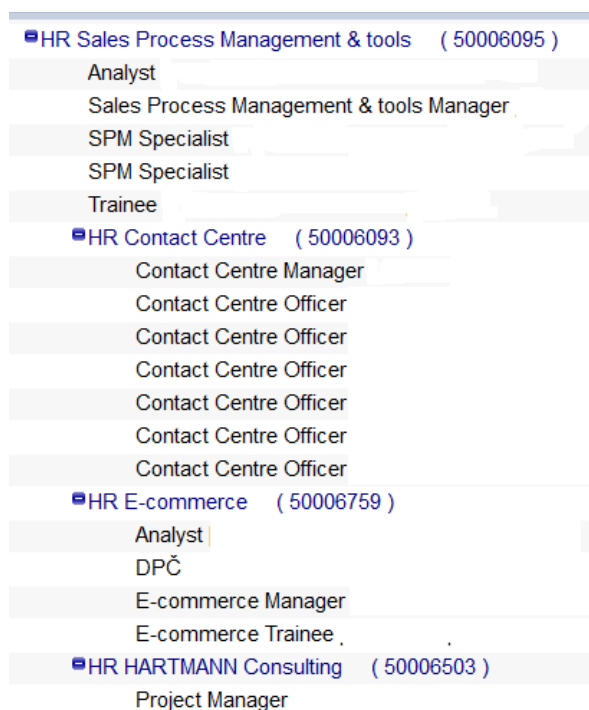 HR Sales Process Management & tools ( 50006095 )
Analyst
Sales Process Management & tools Manager
SPM Specialist
SPM Specialist
Trainee
HR Contact Centre ( 50006093 )
Contact Centre Manager
Contact Centre Officer
Contact Centre Officer
Contact Centre Officer
Contact Centre Officer
Contact Centre Officer
Contact Centre Officer
HR E-commerce ( 50006759 )
Analyst
DPČ
E-commerce Manager
E-commerce Trainee
HR HARTMANN Consulting ( 50006503 )
Project Manager